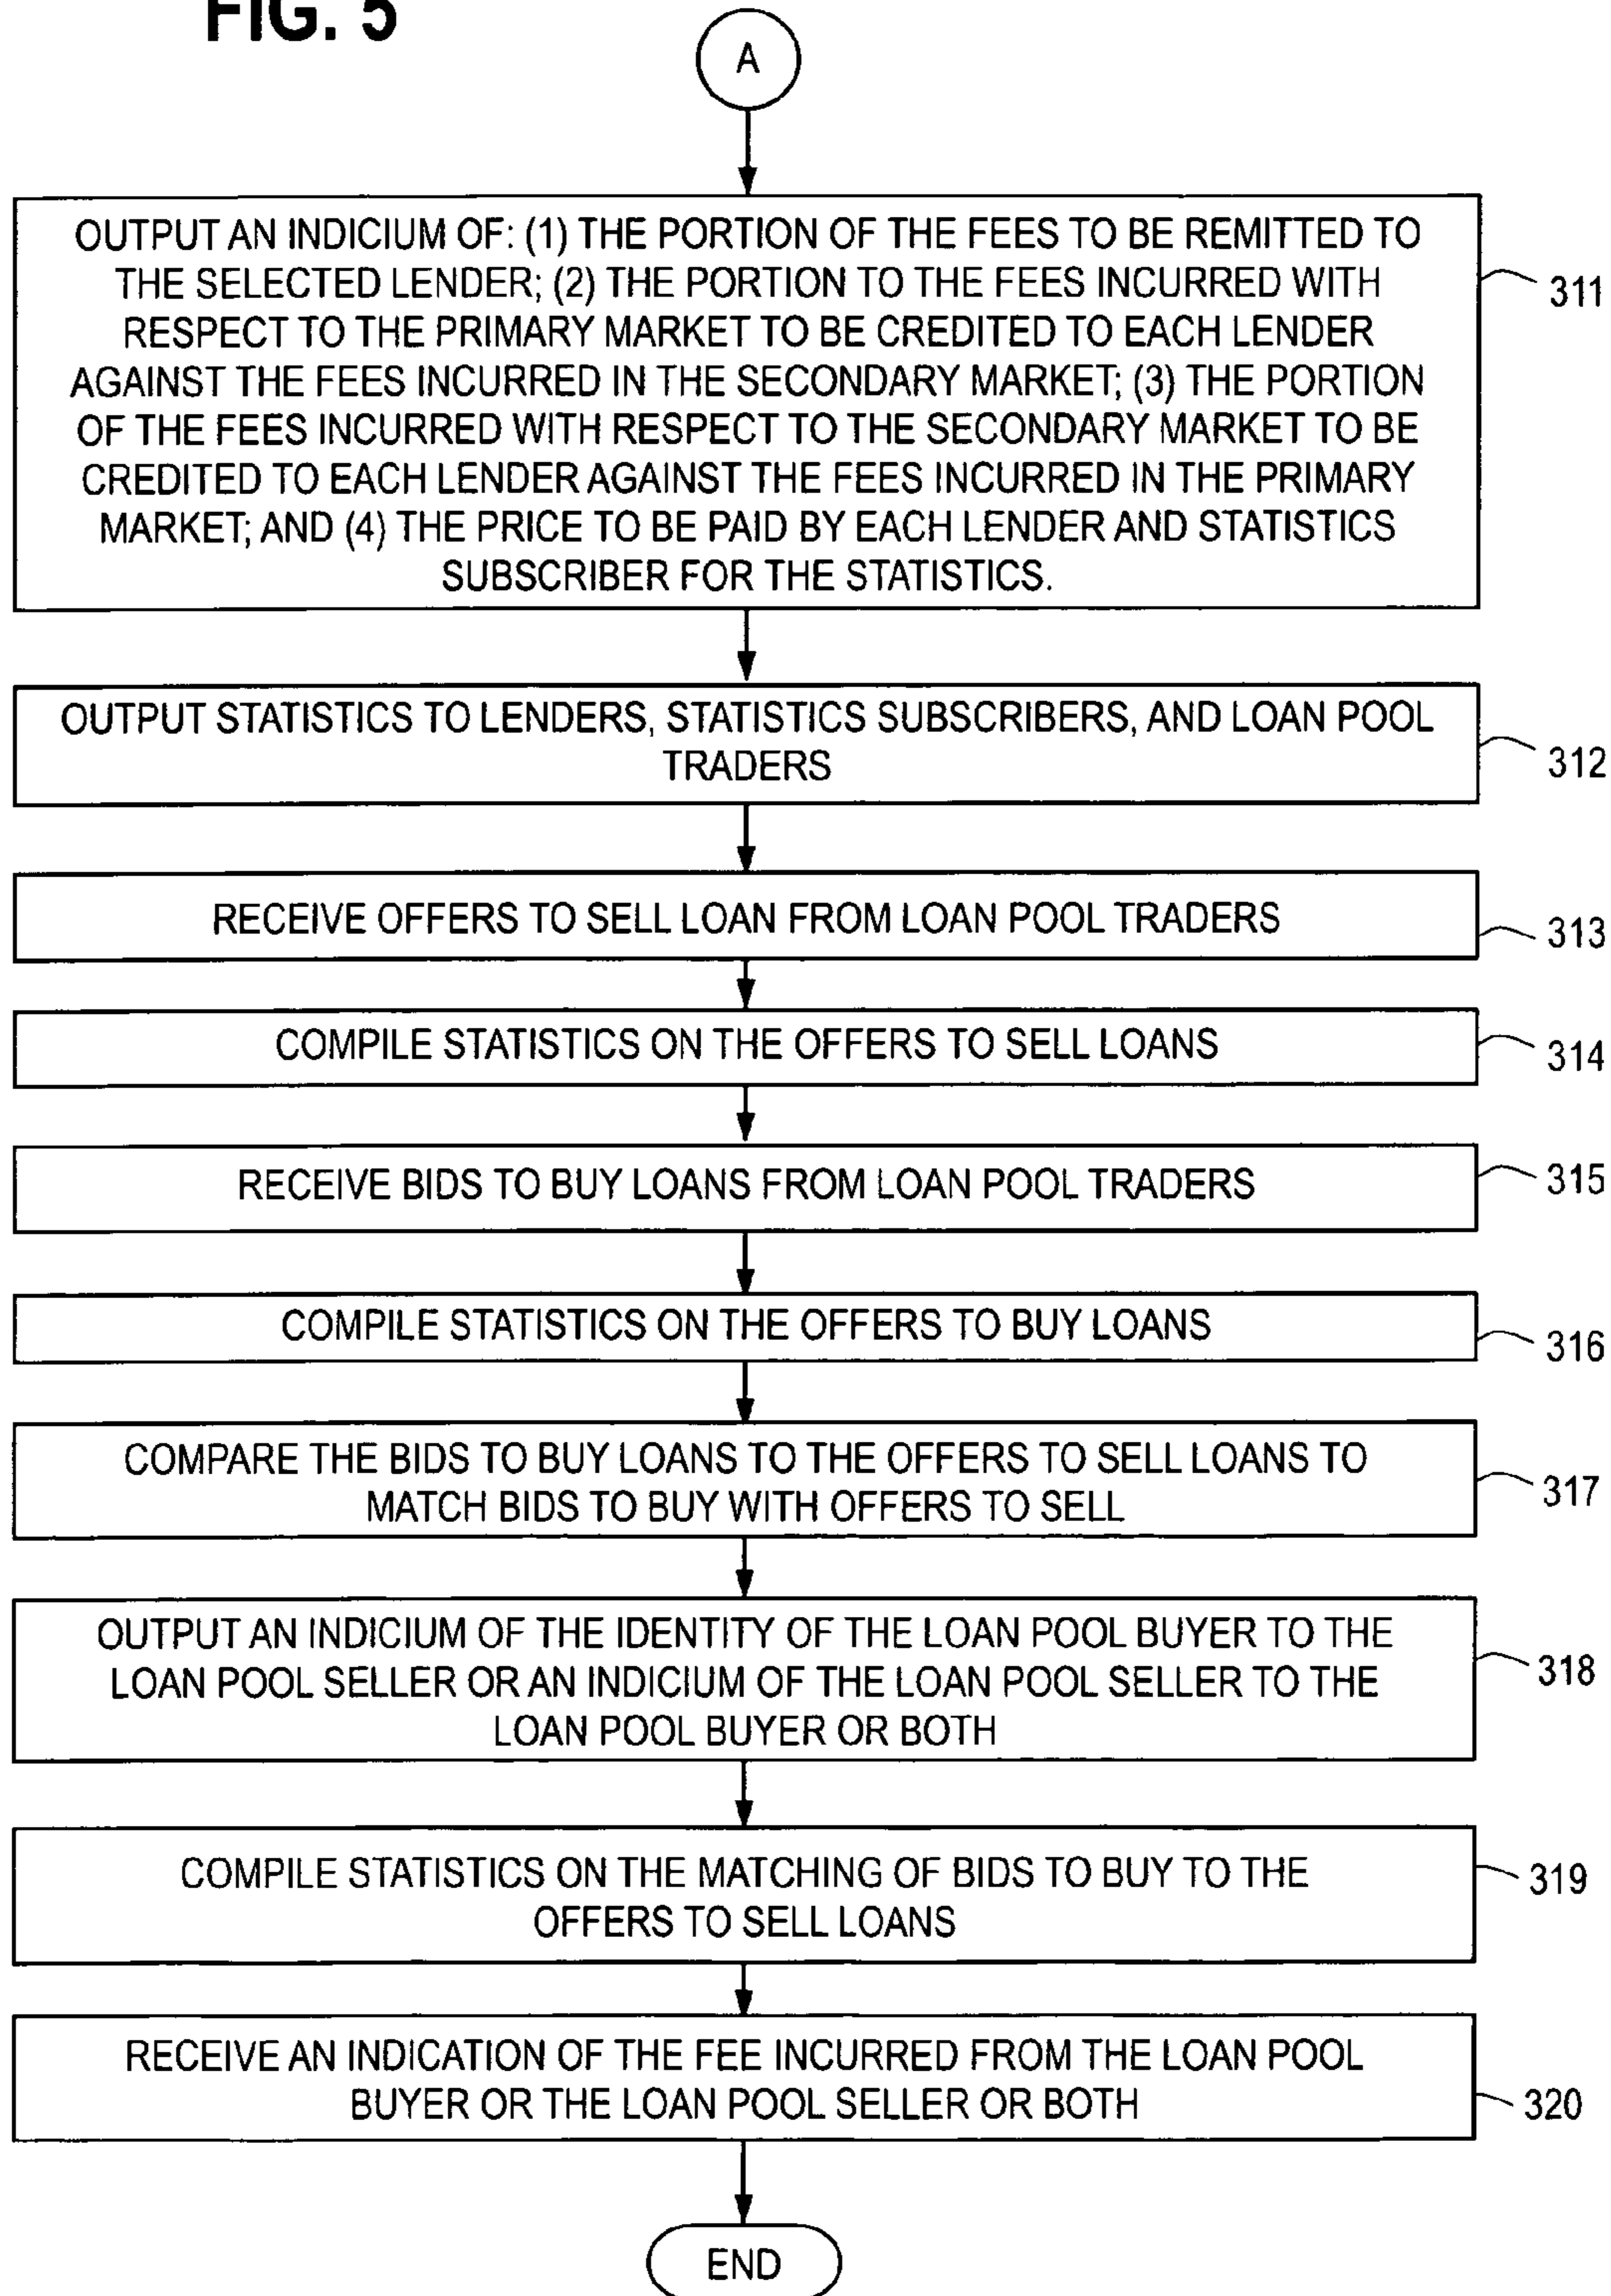 FIG. 5
A
OUTPUT AN INDICIUM OF: (1) THE PORTION OF THE FEES TO BE REMITTED TO
THE SELECTED LENDER; (2) THE PORTION TO THE FEES INCURRED WITH
RESPECT TO THE PRIMARY MARKET TO BE CREDITED TO EACH LENDER
AGAINST THE FEES INCURRED IN THE SECONDARY MARKET; (3) THE PORTION
OF THE FEES INCURRED WITH RESPECT TO THE SECONDARY MARKET TO BE
CREDITED TO EACH LENDER AGAINST THE FEES INCURRED IN THE PRIMARY
MARKET; AND (4) THE PRICE TO BE PAID BY EACH LENDER AND STATISTICS
SUBSCRIBER FOR THE STATISTICS.
311
OUTPUT STATISTICS TO LENDERS, STATISTICS SUBSCRIBERS, AND LOAN POOL
TRADERS
312
RECEIVE OFFERS TO SELL LOAN FROM LOAN POOL TRADERS
313
COMPILE STATISTICS ON THE OFFERS TO SELL LOANS
314
RECEIVE BIDS TO BUY LOANS FROM LOAN POOL TRADERS
315
COMPILE STATISTICS ON THE OFFERS TO BUY LOANS
316
COMPARE THE BIDS TO BUY LOANS TO THE OFFERS TO SELL LOANS TO
MATCH BIDS TO BUY WITH OFFERS TO SELL
317
OUTPUT AN INDICIUM OF THE IDENTITY OF THE LOAN POOL BUYER TO THE
LOAN POOL SELLER OR AN INDICIUM OF THE LOAN POOL SELLER TO THE
LOAN POOL BUYER OR BOTH
318
COMPILE STATISTICS ON THE MATCHING OF BIDS TO BUY TO THE
OFFERS TO SELL LOANS
319
RECEIVE AN INDICATION OF THE FEE INCURRED FROM THE LOAN POOL
BUYER OR THE LOAN POOL SELLER OR BOTH
320
END